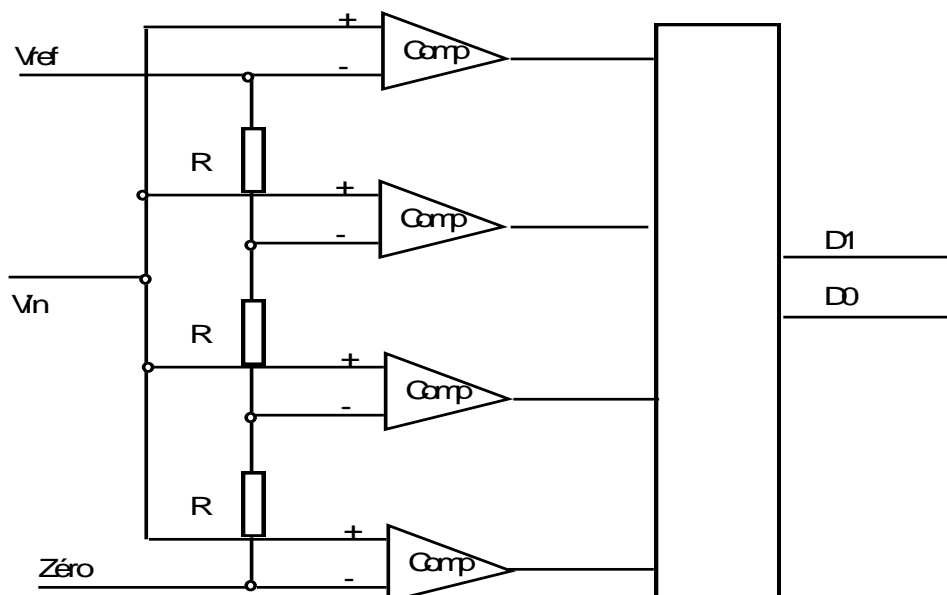 +
Vref
Comp
-
R
+
Comp
-
D1
Vin
D0
R
+
Comp
-
R
+
Zéro
Comp
-